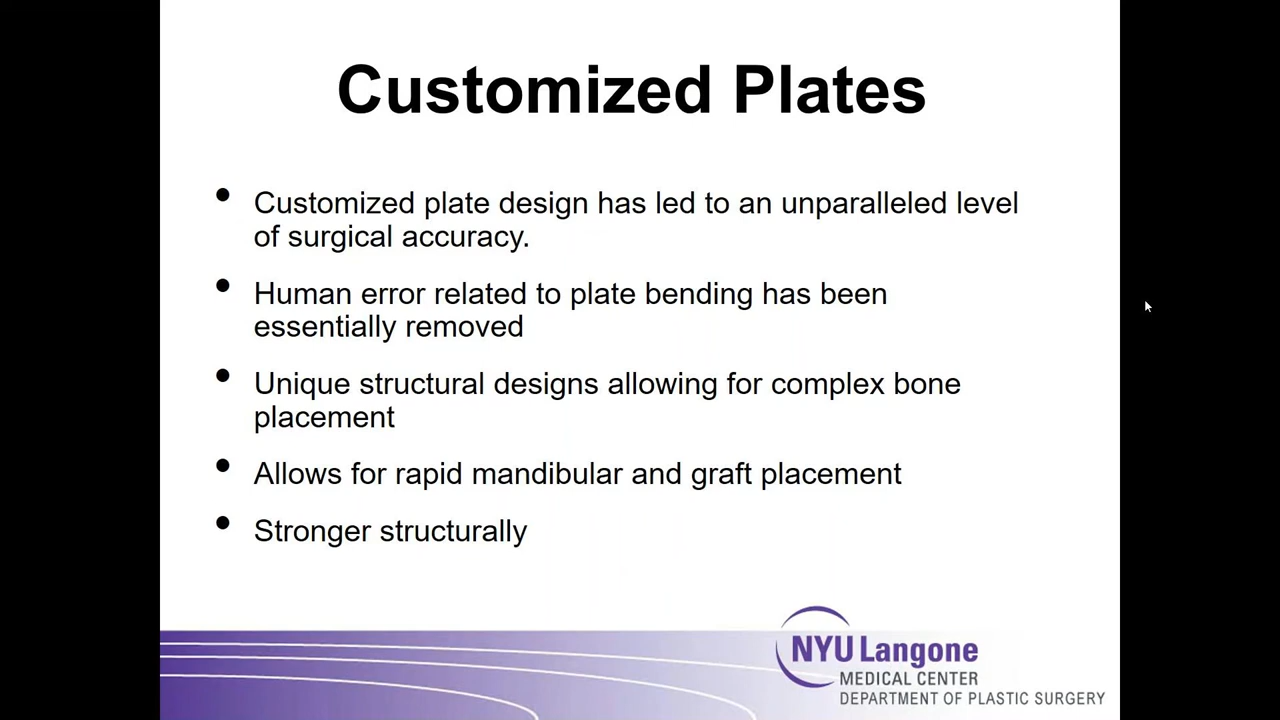 Customized Plates
• Customized plate design has led to an unparalleled level
of surgical accuracy.
• Human error related to plate bending has been
essentially removed
• Unique structural designs allowing for complex bone
placement
• Allows for rapid mandibular and graft placement
• Stronger structurally
NYU Langone
MEDICAL CENTER
DEPARTMENT OF PLASTIC SURGERY